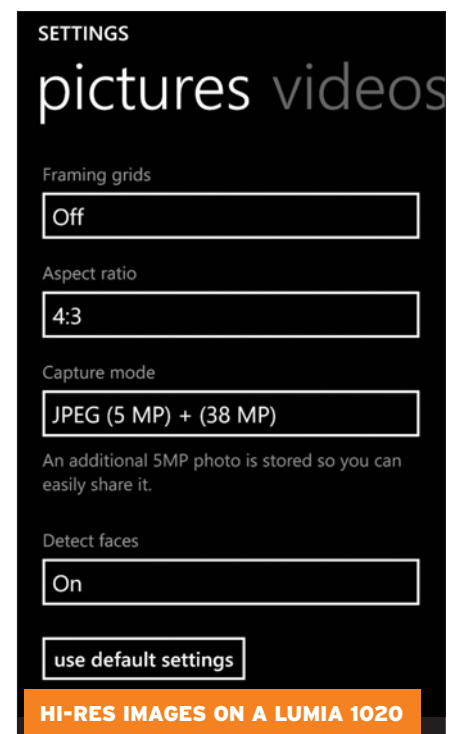 SETTINGS
pictures videos
Framing grids
Off
Aspect ratio
4:3
Capture mode
JPEG (5 MP) + (38 MP)
An additional 5MP photo is stored so you can
easily share it.
Detect faces
On
use default settings
HI-RES IMAGES ON A LUMIA 1020